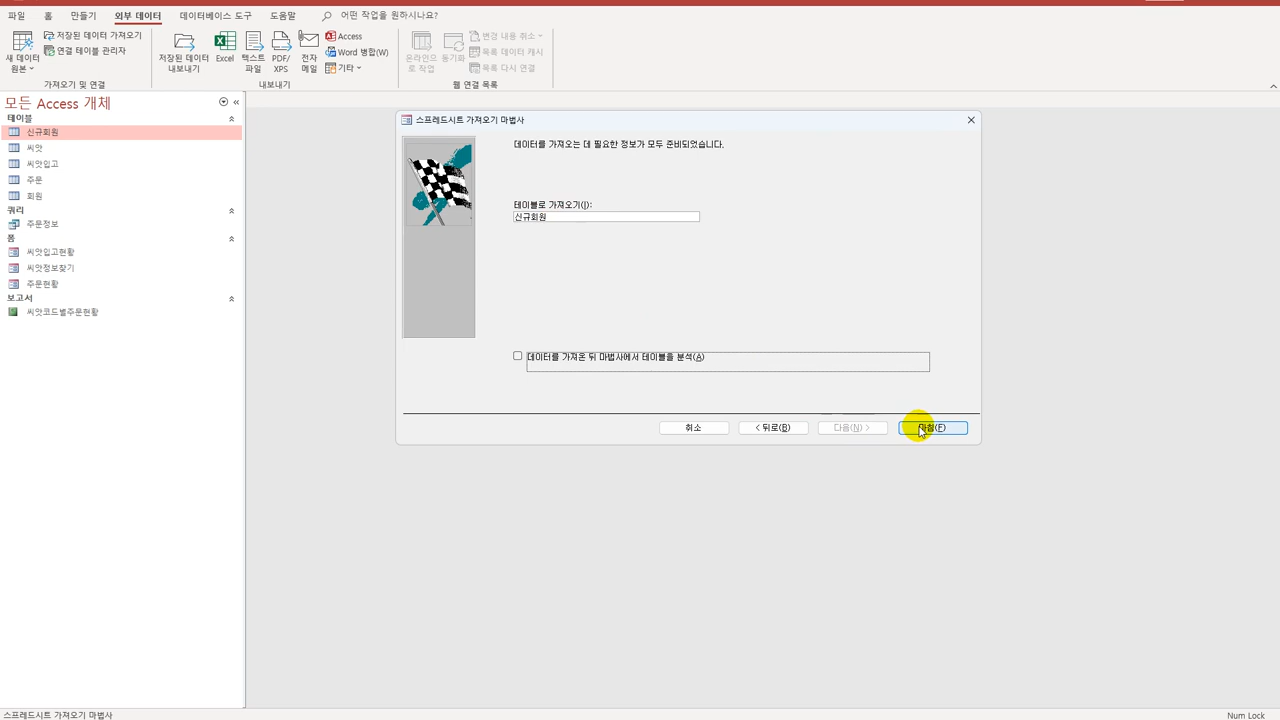 파일 홈 만들기 외부 데이터 데이터베이스 도구 도움말 어떤 작업을 원하시나요?
새 데이터 원본
저장된 데이터 가져오기
연결 테이블 관리자
가져오기 및 연결
저장된 데이터 내보내기
Excel
텍스트 파일
PDF/XPS
전자 메일
Access
Word 병합(W)
기타
내보내기
온라인으로 작업
동기화
변경 내용 취소
목록 데이터 캐시
목록 다시 연결
웹 연결 목록
모든 Access 개체
테이블
신규회원
씨앗
씨앗입고
주문
회원
쿼리
주문정보
폼
씨앗입고현황
씨앗정보찾기
주문현황
보고서
씨앗코드별주문현황
스프레드시트 가져오기 마법사
데이터를 가져오는 데 필요한 정보가 모두 준비되었습니다.
테이블로 가져오기(I):
신규회원
데이터를 가져온 뒤 마법사에서 테이블을 분석(A)
취소 < 뒤로(B) 다음(N) > 마침(F)
스프레드시트 가져오기 마법사 Num Lock